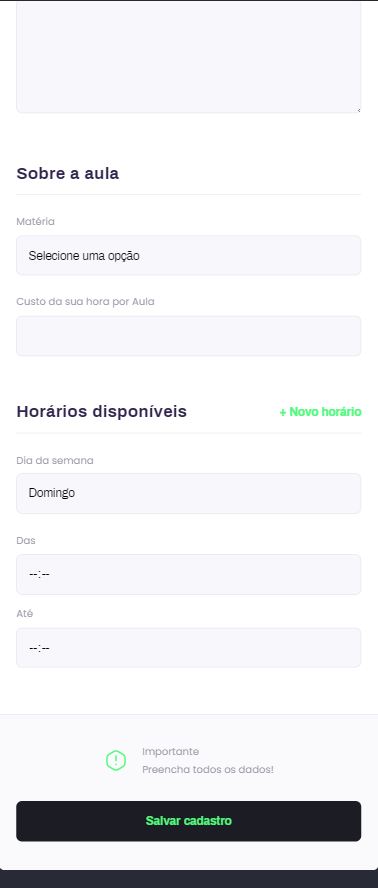 Sobre a aula
Matéria
Selecione uma opção
Custo da sua hora por Aula
Horários disponíveis
+ Novo horário
Dia da semana
Domingo
Das
--:--
Até
--:--
Importante
Preencha todos os dados!
Salvar cadastro